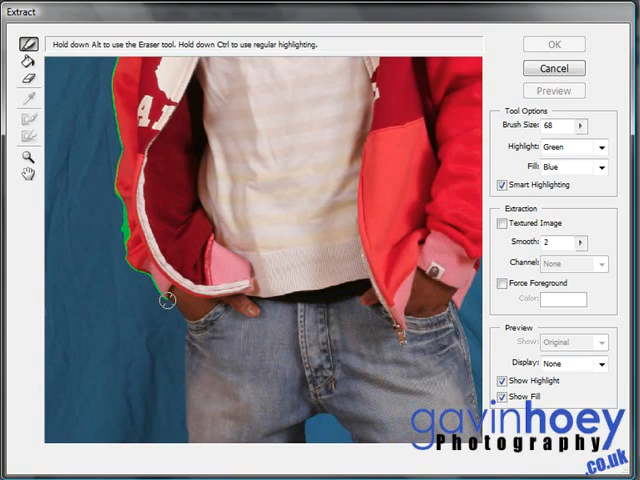 Extract
Hold down Alt to use the Eraser tool. Hold down Ctrl to use regular highlighting.
OK
Cancel
Preview
Tool Options
Brush Size: 68
Highlight: Green
Fill: Blue
Smart Highlighting
Extraction
Textured Image
Smooth: 2
Channel: None
Force Foreground
Color:
Preview
Show: Original
Display: None
Show Highlight
Show Fill
gavinhoey
Photography
.co.uk